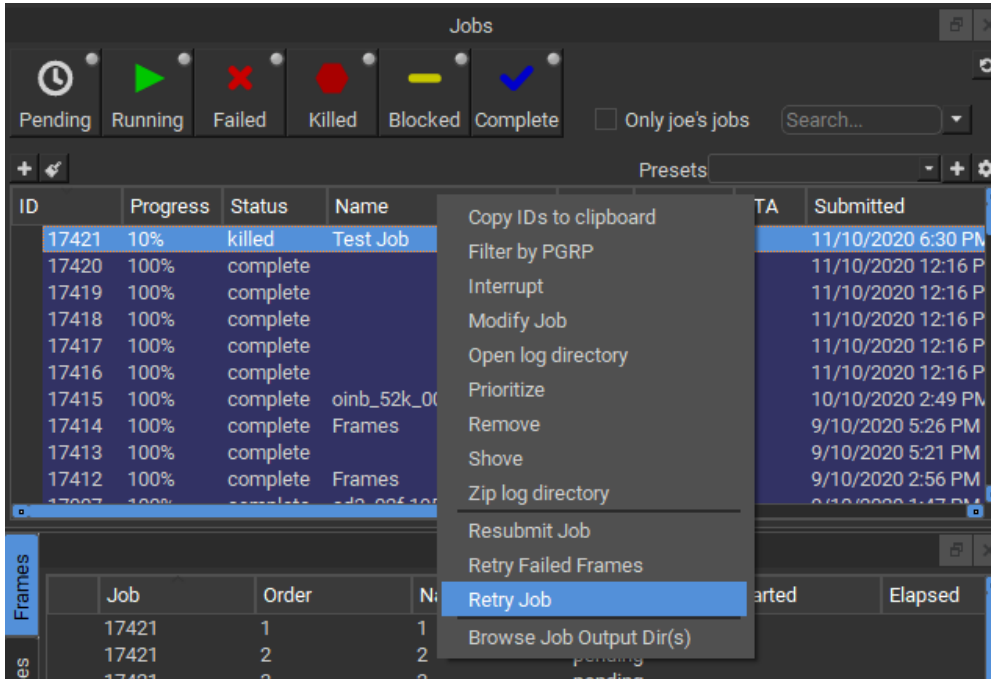 Jobs
Pending Running Failed Killed Blocked Complete Only joe's jobs Search...
Presets
ID Progress Status Name TA Submitted
17421 10% killed Test Job 11/10/2020 6:30 PM
17420 100% complete 11/10/2020 12:16 P
17419 100% complete 11/10/2020 12:16 P
17418 100% complete 11/10/2020 12:16 P
17417 100% complete 11/10/2020 12:16 P
17416 100% complete 11/10/2020 12:16 P
17415 100% complete oinb_52k_00 10/10/2020 2:49 PM
17414 100% complete Frames 9/10/2020 5:26 PM
17413 100% complete 9/10/2020 5:21 PM
17412 100% complete Frames 9/10/2020 2:56 PM
Copy IDs to clipboard
Filter by PGRP
Interrupt
Modify Job
Open log directory
Prioritize
Remove
Shove
Zip log directory
Resubmit Job
Retry Failed Frames
Retry Job
Browse Job Output Dir(s)
Frames
Job Order Na arted Elapsed
17421 1 1
17421 2 2 pending